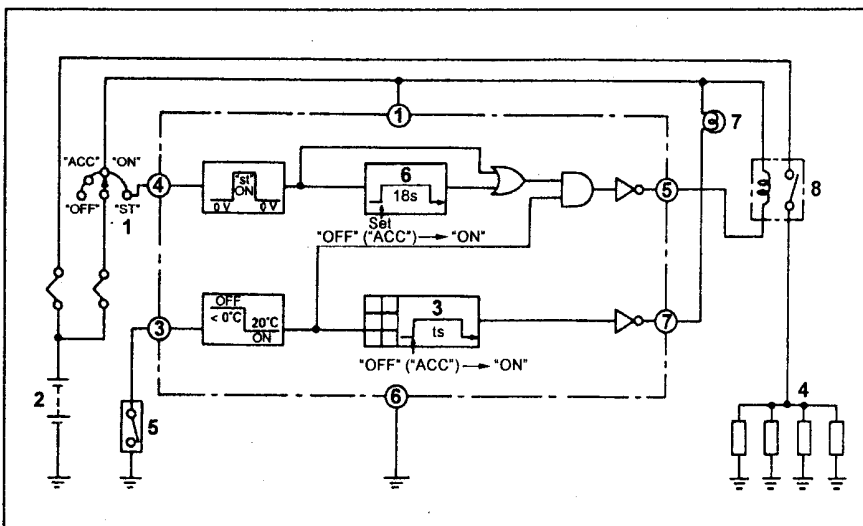 ①
7
"ACC" "ON"
"OFF" "ST"
1
④
"st"
ON
0 V 0 V
6
18s
Set
"OFF" ("ACC") → "ON"
⑤
8
③
OFF
< 0°C 20°C
ON
3
ts
"OFF" ("ACC") → "ON"
⑦
2
5
⑥
4